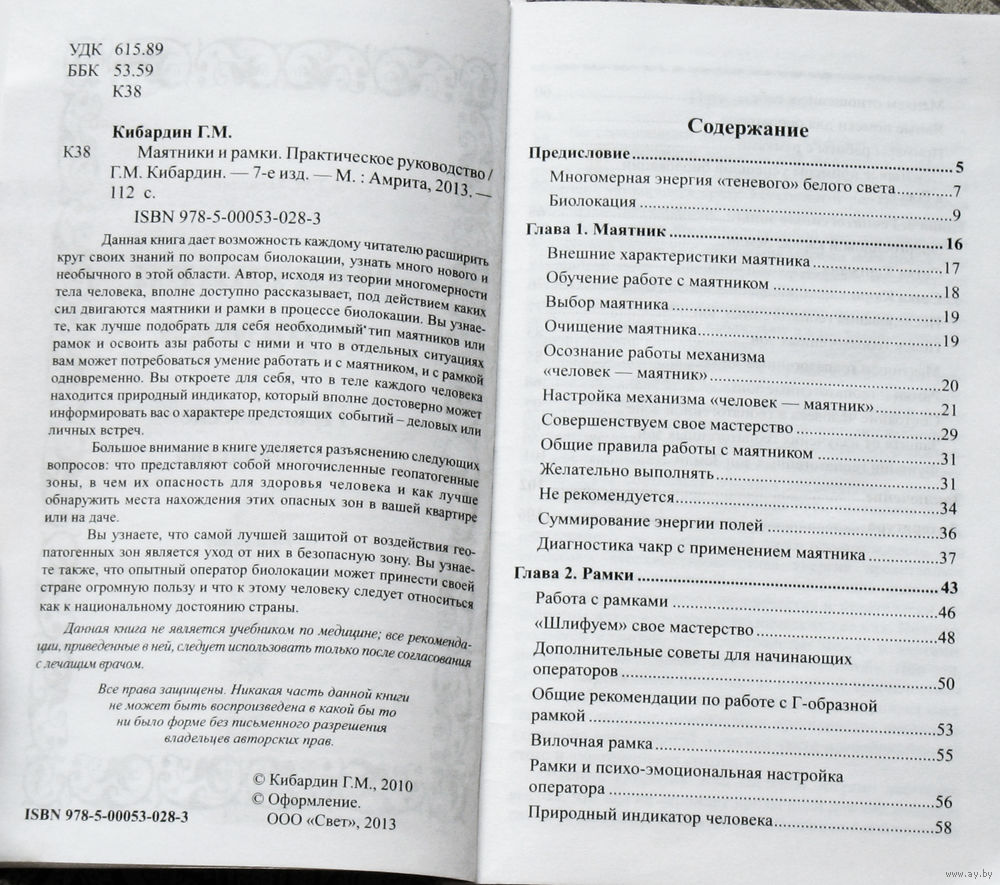 УДК 615.89
ББК 53.59
К38
Кибардин Г.М.
К38 Маятники и рамки. Практическое руководство /
Г.М. Кибардин. — 7-е изд. — М. : Амрита, 2013. —
112 с.
ISBN 978-5-00053-028-3
Данная книга дает возможность каждому читателю расширить
круг своих знаний по вопросам биолокации, узнать много нового и
необычного в этой области. Автор, исходя из теории многомерности
тела человека, вполне доступно рассказывает, под действием каких
сил двигаются маятники и рамки в процессе биолокации. Вы узнае-
те, как лучше подобрать для себя необходимый тип маятников или
рамок и освоить азы работы с ними и что в отдельных ситуациях
вам может потребоваться умение работать и с маятником, и с рамкой
одновременно. Вы откроете для себя, что в теле каждого человека
находится природный индикатор, который вполне достоверно может
информировать вас о характере предстоящих событий – деловых или
личных встреч.
Большое внимание в книге уделяется разъяснению следующих
вопросов: что представляют собой многочисленные геопатогенные
зоны, в чем их опасность для здоровья человека и как лучше
обнаружить места нахождения этих опасных зон в вашей квартире
или на даче.
Вы узнаете, что самой лучшей защитой от воздействия гео-
патогенных зон является уход от них в безопасную зону. Вы узнае-
те также, что опытный оператор биолокации может принести своей
стране огромную пользу и что к этому человеку следует относиться
как к национальному достоянию страны.
Данная книга не является учебником по медицине; все рекоменда-
ции, приведенные в ней, следует использовать только после согласования
с лечащим врачом.
Все права защищены. Никакая часть данной книги
не может быть воспроизведена в какой бы то
ни было форме без письменного разрешения
владельцев авторских прав.
© Кибардин Г.М., 2010
© Оформление.
ООО «Свет», 2013
ISBN 978-5-00053-028-3
Содержание
Предисловие.....5
Многомерная энергия «теневого» белого света.....7
Биолокация.....9
Глава 1. Маятник.....16
Внешние характеристики маятника.....17
Обучение работе с маятником.....18
Выбор маятника.....19
Очищение маятника.....19
Осознание работы механизма
«человек — маятник».....20
Настройка механизма «человек — маятник».....21
Совершенствуем свое мастерство.....29
Общие правила работы с маятником.....31
Желательно выполнять.....31
Не рекомендуется.....34
Суммирование энергии полей.....36
Диагностика чакр с применением маятника.....37
Глава 2. Рамки.....43
Работа с рамками.....46
«Шлифуем» свое мастерство.....48
Дополнительные советы для начинающих
операторов.....50
Общие рекомендации по работе с Г-образной
рамкой.....53
Вилочная рамка.....55
Рамки и психо-эмоциональная настройка
оператора.....56
Природный индикатор человека.....58
www.ay.by